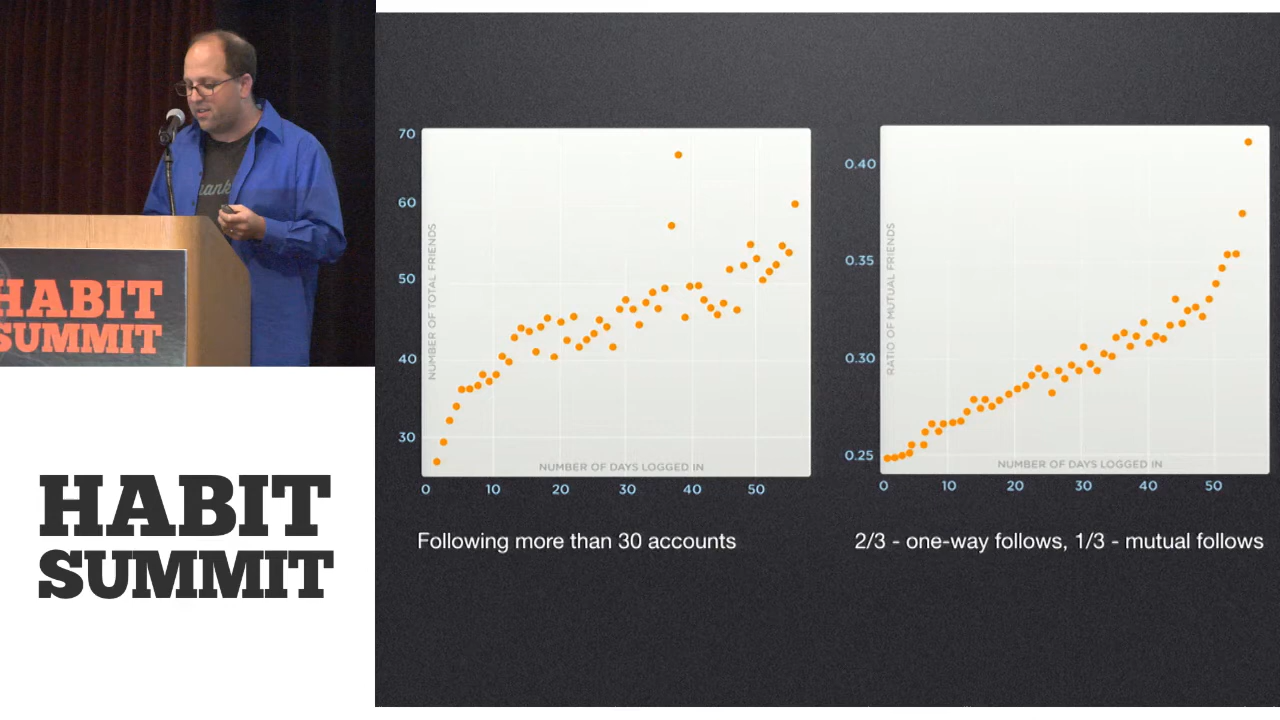 hank
HABIT
SUMMIT
HABIT
SUMMIT
70
60
50
40
30
NUMBER OF TOTAL FRIENDS
NUMBER OF DAYS LOGGED IN
0 10 20 30 40 50
Following more than 30 accounts
0.40
0.35
0.30
0.25
RATIO OF MUTUAL FRIENDS
NUMBER OF DAYS LOGGED IN
0 10 20 30 40 50
2/3 - one-way follows, 1/3 - mutual follows